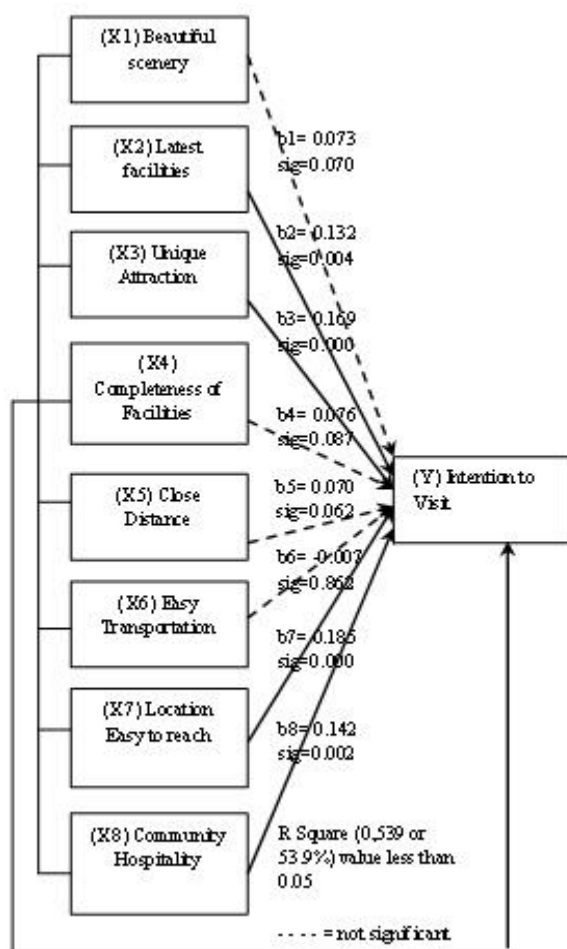 (X1) Beautiful
scenery
b1= 0.073
sig=0.070
(X2) Latest
facilities
b2= 0.132
sig=0.004
(X3) Unique
Attraction
b3= 0.169
sig=0.000
(X4)
Completeness of
Facilities
b4= 0.076
sig=0.087
(Y) Intention to
Visit
(X5) Close
Distance
b5= 0.070
sig=0.062
b6= -0.007
sig=0.862
(X6) Easy
Transportation
b7= 0.185
sig=0.000
(X7) Location
Easy to reach
b8= 0.142
sig=0.002
(X8) Community
Hospitality
R Square (0,539 or
53.9%) value less than
0.05
---- = not significant